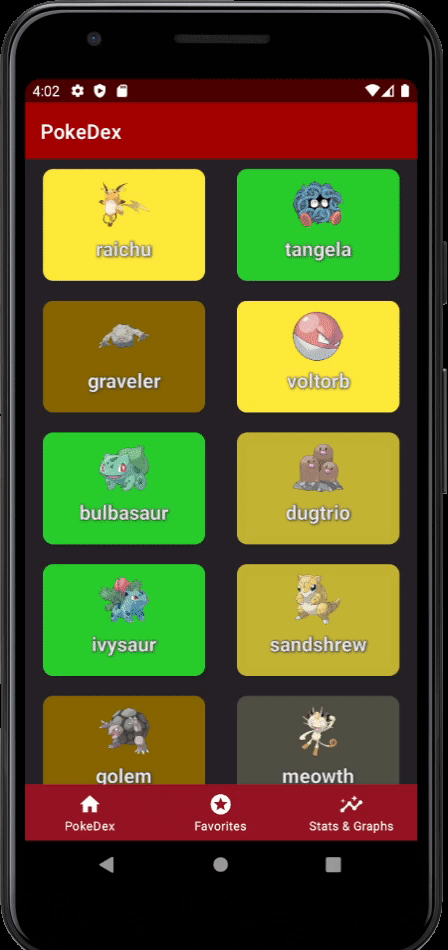 4:02
PokeDex
raichu
tangela
graveler
voltorb
bulbasaur
dugtrio
ivysaur
sandshrew
golem
meowth
PokeDex
Favorites
Stats & Graphs